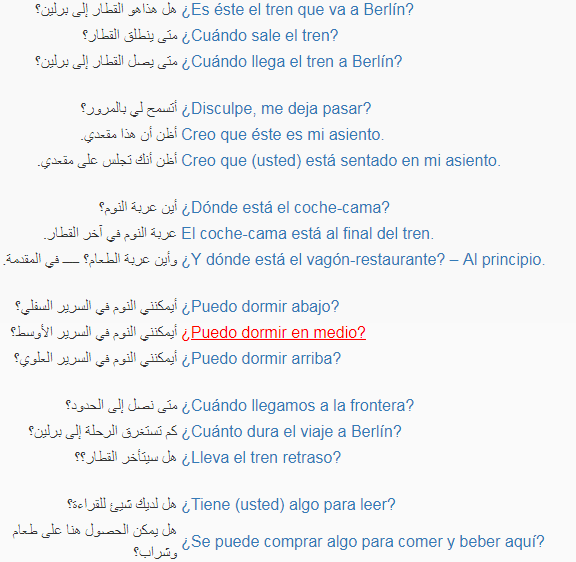 هل هذاهو القطار إلى برلين؟ ¿Es éste el tren que va a Berlín?
متى ينطلق القطار؟ ¿Cuándo sale el tren?
متى يصل القطار إلى برلين؟ ¿Cuándo llega el tren a Berlín?
أتسمح لي بالمرور؟ ¿Disculpe, me deja pasar?
أظن أن هذا مقعدي. Creo que éste es mi asiento.
أظن أنك تجلس على مقعدي. Creo que (usted) está sentado en mi asiento.
أين عربة النوم؟ ¿Dónde está el coche-cama?
عربة النوم في آخر القطار. El coche-cama está al final del tren.
وأين عربة الطعام؟ ــــ في المقدمة. ¿Y dónde está el vagón-restaurante? – Al principio.
أيمكنني النوم في السرير السفلي؟ ¿Puedo dormir abajo?
أيمكنني النوم في السرير الأوسط؟ ¿Puedo dormir en medio?
أيمكنني النوم في السرير العلوي؟ ¿Puedo dormir arriba?
متى نصل إلى الحدود؟ ¿Cuándo llegamos a la frontera?
كم تستغرق الرحلة إلى برلين؟ ¿Cuánto dura el viaje a Berlín?
هل سيتأخر القطار؟؟ ¿Lleva el tren retraso?
هل لديك شيئ للقراءة؟ ¿Tiene (usted) algo para leer?
هل يمكن الحصول هنا على طعام
وشراب؟ ¿Se puede comprar algo para comer y beber aquí?